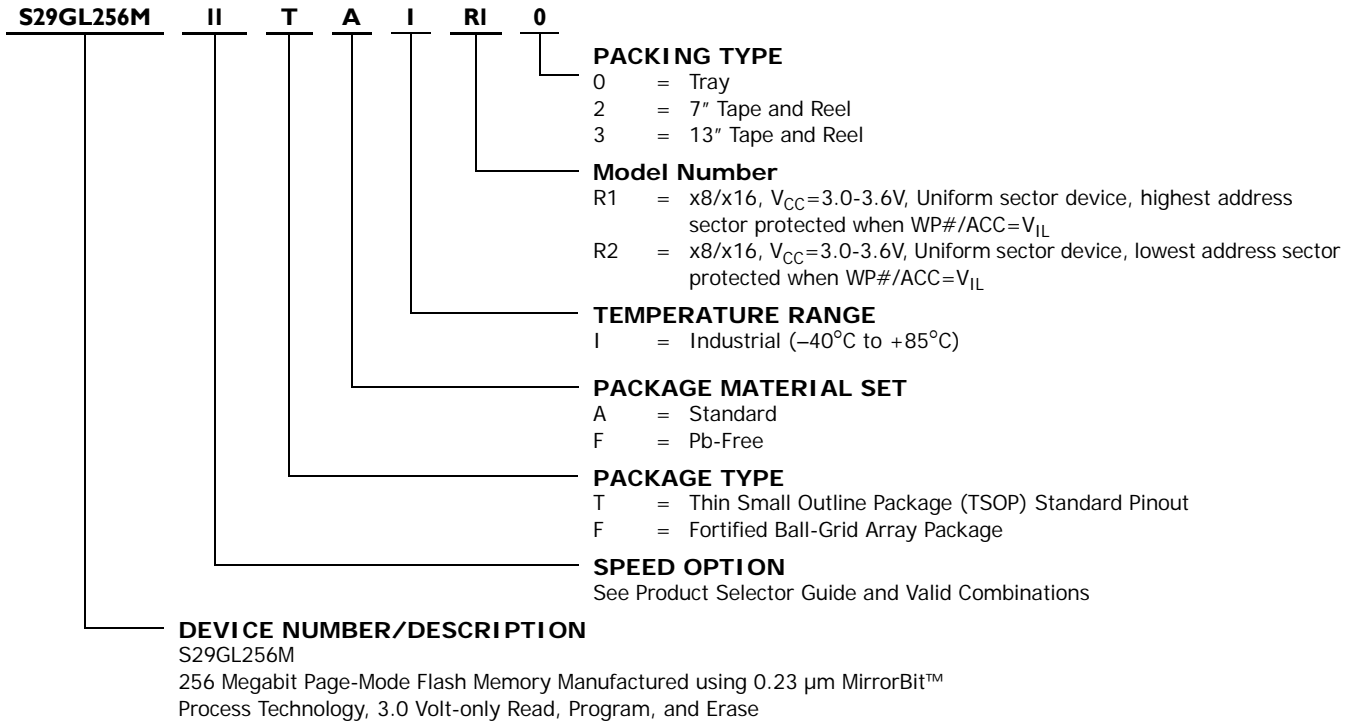 S29GL256M 11 T A I R1 0
PACKING TYPE
0 = Tray
2 = 7″ Tape and Reel
3 = 13″ Tape and Reel
Model Number
R1 = x8/x16, VCC=3.0-3.6V, Uniform sector device, highest address
sector protected when WP#/ACC=VIL
R2 = x8/x16, VCC=3.0-3.6V, Uniform sector device, lowest address sector
protected when WP#/ACC=VIL
TEMPERATURE RANGE
I = Industrial (–40°C to +85°C)
PACKAGE MATERIAL SET
A = Standard
F = Pb-Free
PACKAGE TYPE
T = Thin Small Outline Package (TSOP) Standard Pinout
F = Fortified Ball-Grid Array Package
SPEED OPTION
See Product Selector Guide and Valid Combinations
DEVICE NUMBER/DESCRIPTION
S29GL256M
256 Megabit Page-Mode Flash Memory Manufactured using 0.23 µm MirrorBit™
Process Technology, 3.0 Volt-only Read, Program, and Erase